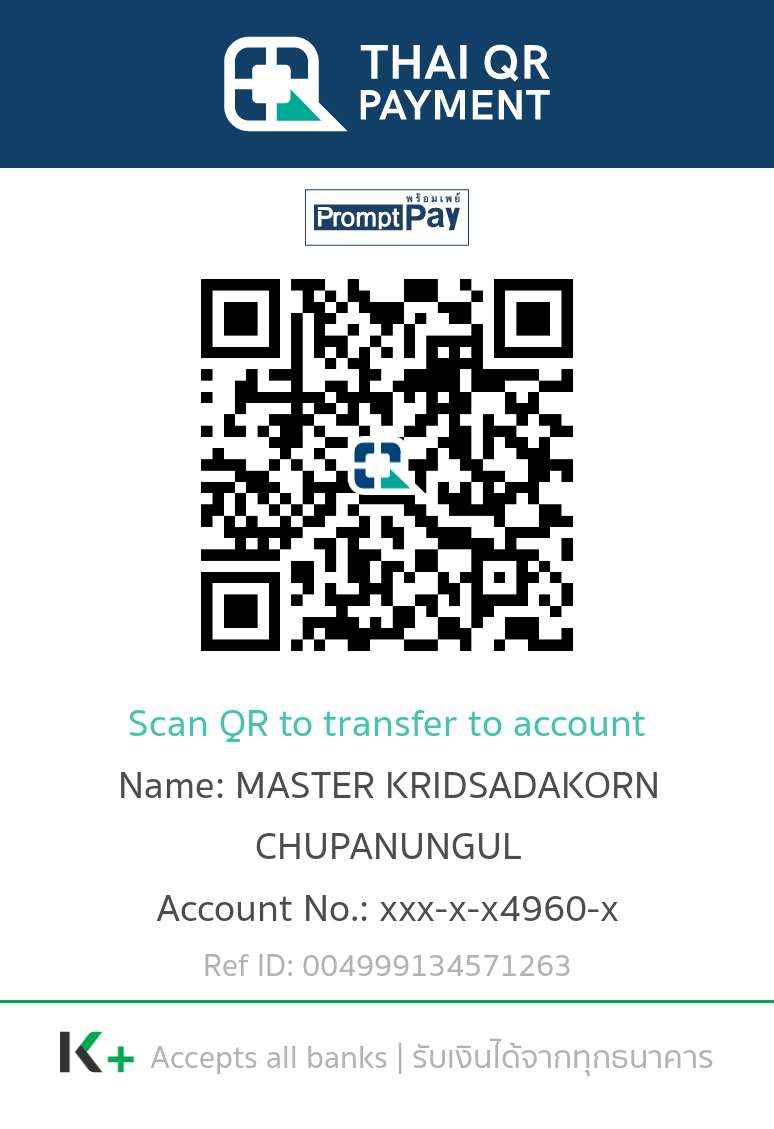 THAI QR
PAYMENT
พร้อมเพย์
PromptPay
Scan QR to transfer to account
Name: MASTER KRIDSADAKORN
CHUPANUNGUL
Account No.: xxx-x-x4960-x
Ref ID: 004999134571263
K+ Accepts all banks | รับเงินได้จากทุกธนาคาร